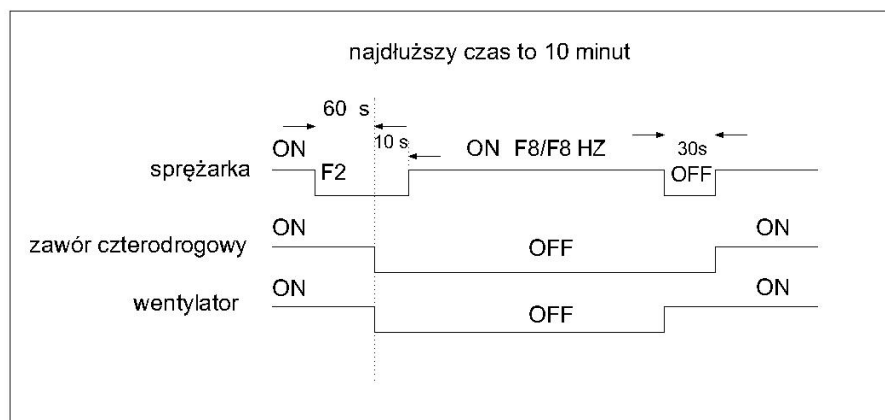 najdłuższy czas to 10 minut
60 s
10 s
ON
ON F8/F8 HZ
30s
sprężarka
F2
OFF
ON
ON
zawór czterodrogowy
OFF
ON
ON
wentylator
OFF